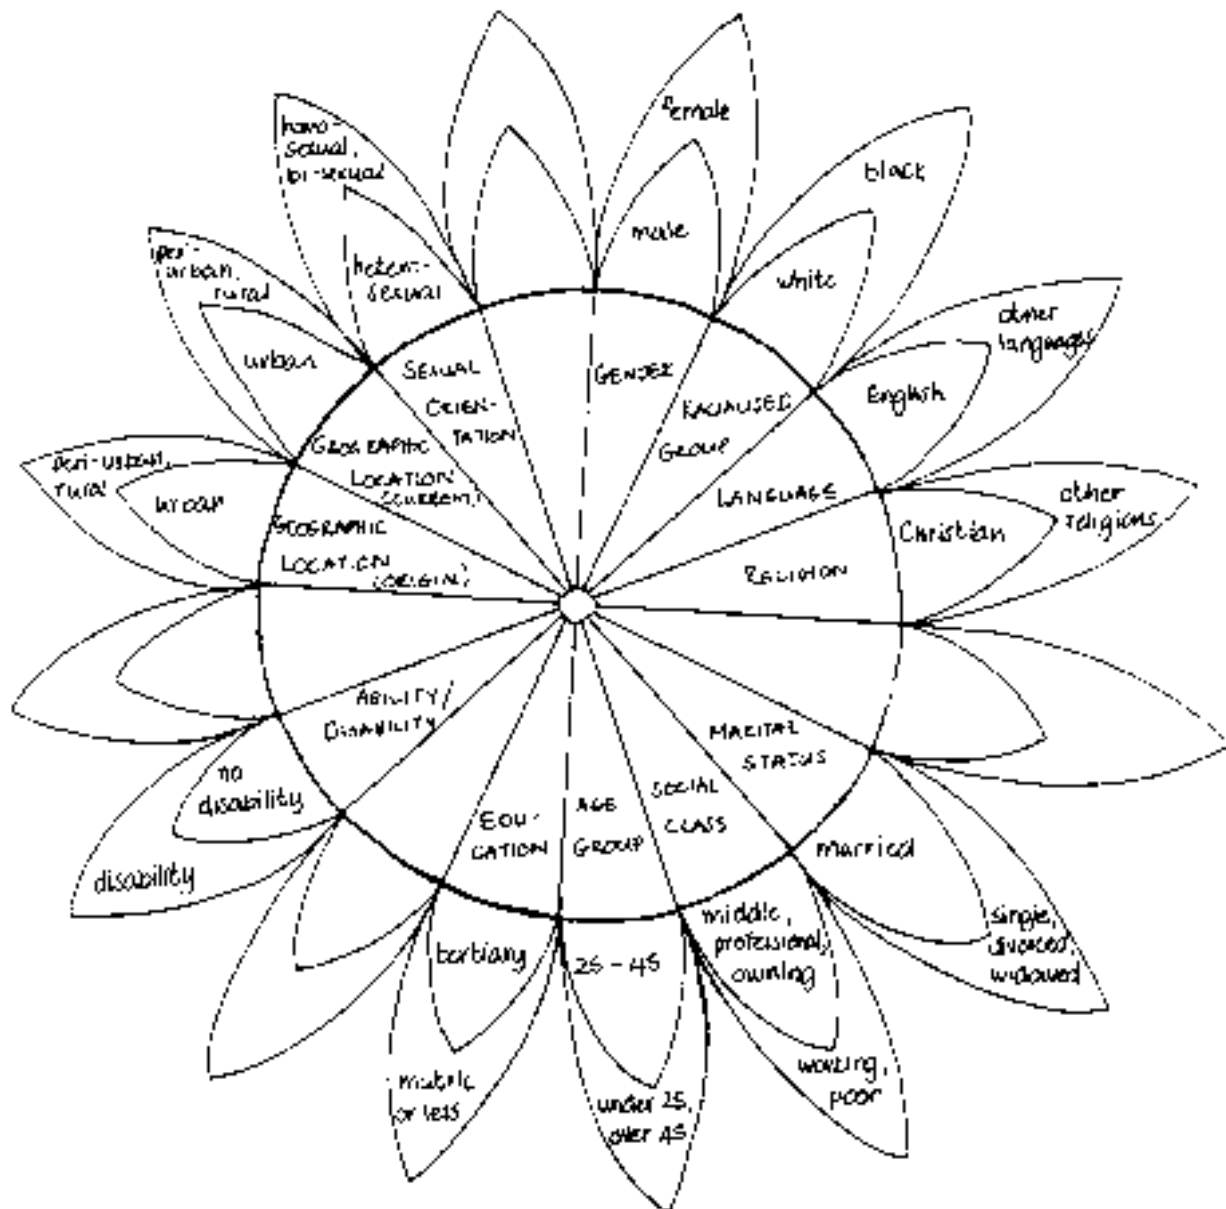 female
male
GENDER
black
white
RACIALISED
GROUP
other
languages
English
LANGUAGE
other
religions
Christian
RELIGION
MARITAL
STATUS
married
single,
divorced,
widowed
SOCIAL
CLASS
middle,
professional,
owning
working,
poor
AGE
GROUP
25 - 45
under 25,
over 45
EDU-
CATION
tertiary
matric
or less
ABILITY/
DISABILITY
no
disability
disability
GEOGRAPHIC
LOCATION
(ORIGIN)
urban
peri-urban,
rural
GEOGRAPHIC
LOCATION
(CURRENT)
urban
peri-
urban,
rural
SEXUAL
ORIEN-
TATION
hetero-
sexual
homo-
sexual,
bi-sexual